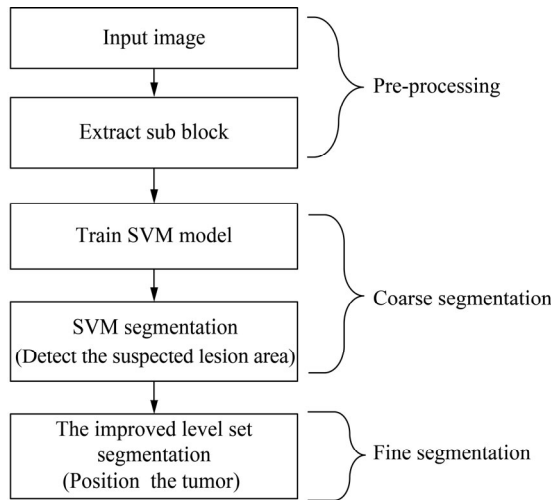 Input image
Extract sub block
Pre-processing
Train SVM model
SVM segmentation
(Detect the suspected lesion area)
Coarse segmentation
The improved level set
segmentation
(Position the tumor)
Fine segmentation